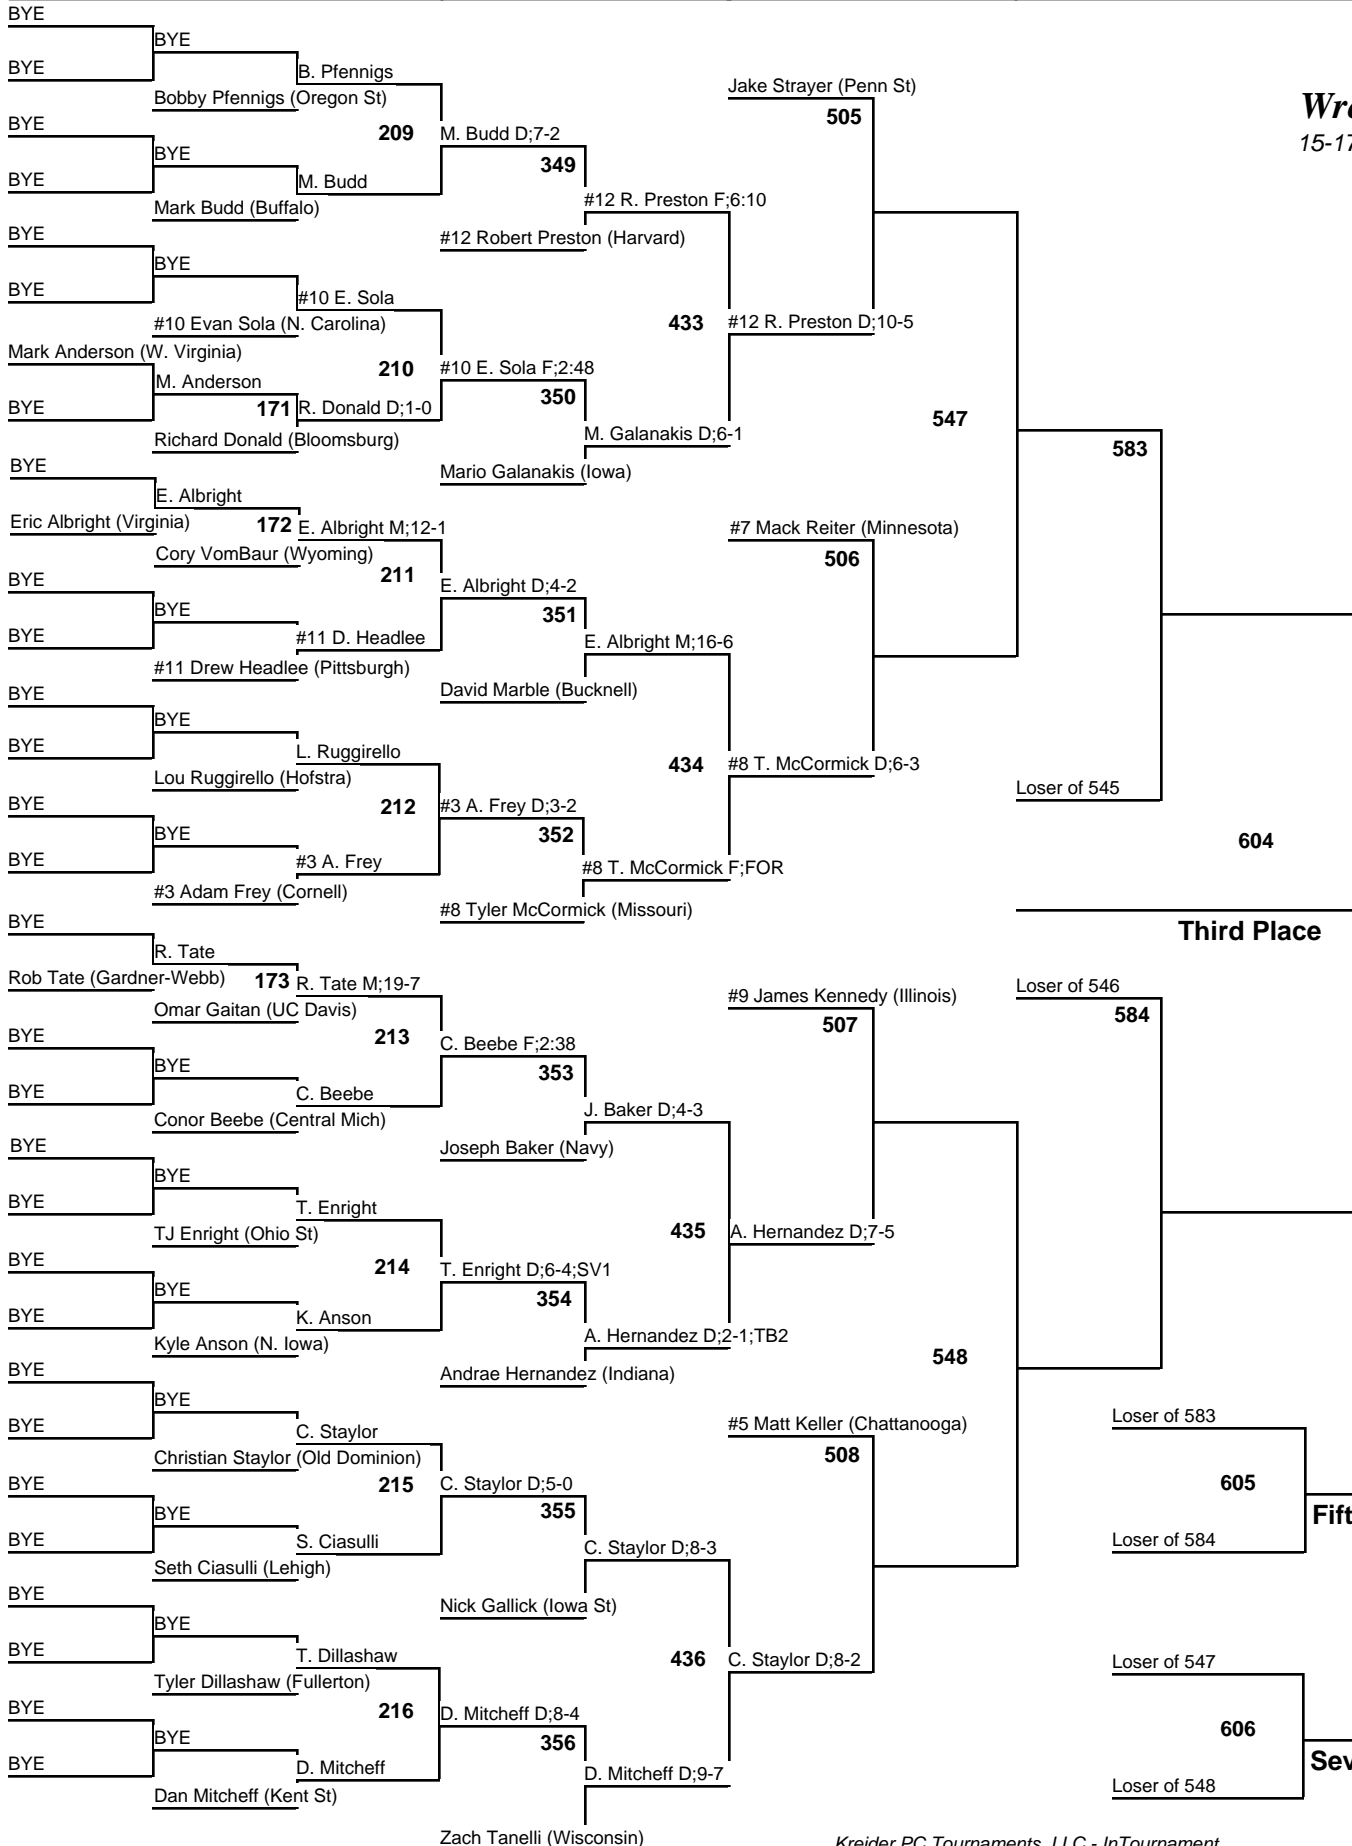 BYE
BYE
BYE
B. Pfennigs
Bobby Pfennigs (Oregon St)
209
BYE
BYE
BYE
M. Budd
Mark Budd (Buffalo)
M. Budd D;7-2
349
#12 R. Preston F;6:10
#12 Robert Preston (Harvard)
BYE
BYE
BYE
#10 E. Sola
#10 Evan Sola (N. Carolina)
210
Mark Anderson (W. Virginia)
M. Anderson
BYE
171
R. Donald D;1-0
Richard Donald (Bloomsburg)
#10 E. Sola F;2:48
350
M. Galanakis D;6-1
Mario Galanakis (Iowa)
433
Jake Strayer (Penn St)
505
#12 R. Preston D;10-5
547
583
BYE
E. Albright
Eric Albright (Virginia)
172
E. Albright M;12-1
Cory VomBaur (Wyoming)
211
BYE
BYE
BYE
#11 D. Headlee
#11 Drew Headlee (Pittsburgh)
E. Albright D;4-2
351
E. Albright M;16-6
David Marble (Bucknell)
BYE
BYE
BYE
L. Ruggirello
Lou Ruggirello (Hofstra)
212
BYE
BYE
BYE
#3 A. Frey
#3 Adam Frey (Cornell)
#3 A. Frey D;3-2
352
#8 T. McCormick F;FOR
#8 Tyler McCormick (Missouri)
434
#7 Mack Reiter (Minnesota)
506
#8 T. McCormick D;6-3
Loser of 545
604
Third Place
BYE
R. Tate
Rob Tate (Gardner-Webb)
173
R. Tate M;19-7
Omar Gaitan (UC Davis)
213
BYE
BYE
BYE
C. Beebe
Conor Beebe (Central Mich)
C. Beebe F;2:38
353
J. Baker D;4-3
Joseph Baker (Navy)
BYE
BYE
BYE
T. Enright
TJ Enright (Ohio St)
214
BYE
BYE
BYE
K. Anson
Kyle Anson (N. Iowa)
T. Enright D;6-4;SV1
354
A. Hernandez D;2-1;TB2
Andrae Hernandez (Indiana)
435
#9 James Kennedy (Illinois)
507
A. Hernandez D;7-5
548
Loser of 546
584
BYE
BYE
BYE
C. Staylor
Christian Staylor (Old Dominion)
215
BYE
BYE
BYE
S. Ciasulli
Seth Ciasulli (Lehigh)
C. Staylor D;5-0
355
C. Staylor D;8-3
Nick Gallick (Iowa St)
BYE
BYE
BYE
T. Dillashaw
Tyler Dillashaw (Fullerton)
216
BYE
BYE
BYE
D. Mitcheff
Dan Mitcheff (Kent St)
D. Mitcheff D;8-4
356
D. Mitcheff D;9-7
Zach Tanelli (Wisconsin)
436
#5 Matt Keller (Chattanooga)
508
C. Staylor D;8-2
Loser of 583
605
Loser of 584
Loser of 547
606
Loser of 548
Kreider PC Tournaments, LLC - InTournament
15-17